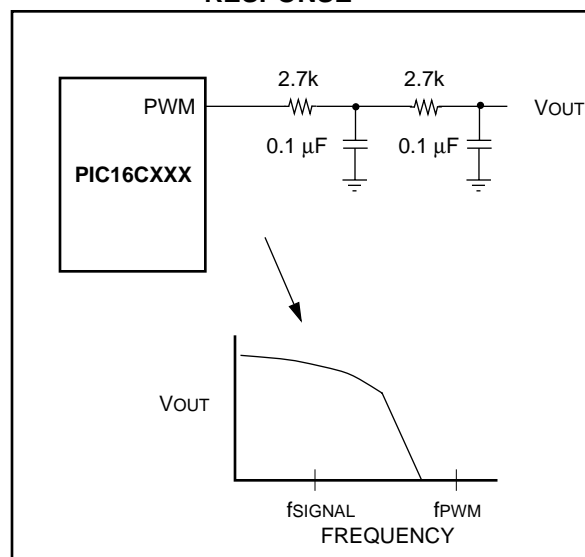 RESPONSE
2.7k 2.7k
PWM VOUT
0.1 µF 0.1 µF
PIC16CXXX
VOUT
fSIGNAL fPWM
FREQUENCY